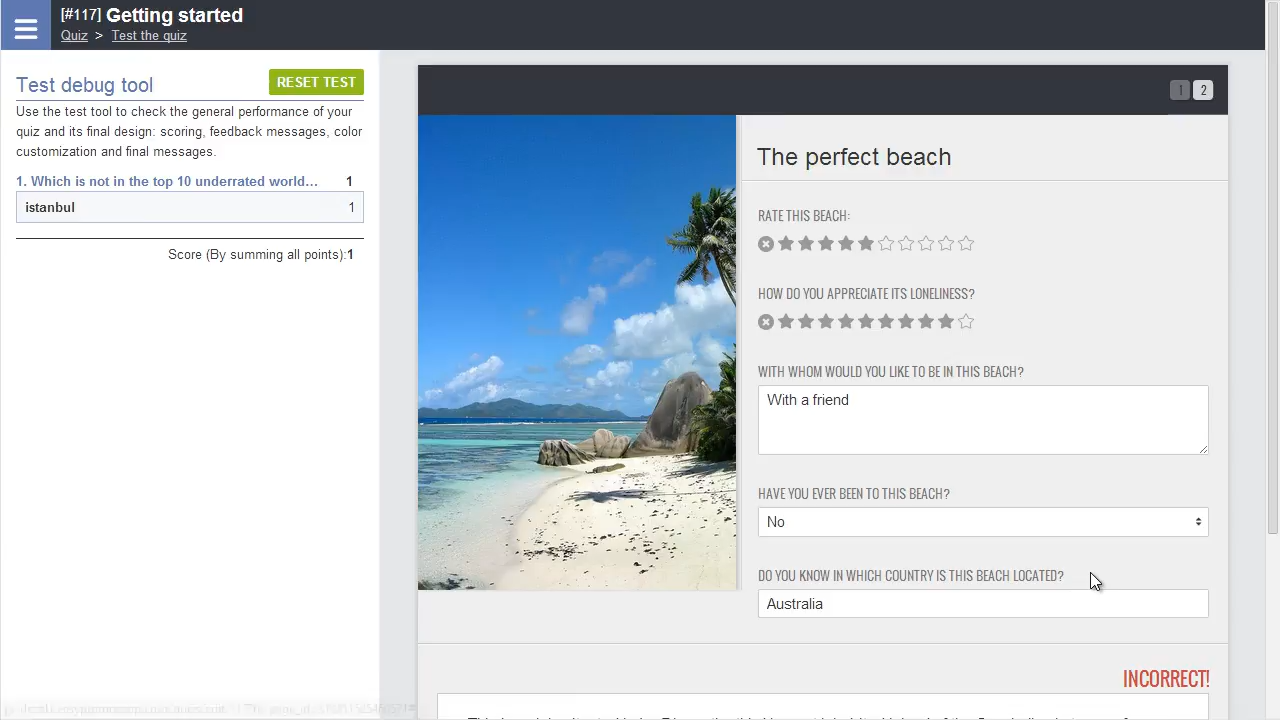 [#117] Getting started
Quiz > Test the quiz
Test debug tool
RESET TEST
Use the test tool to check the general performance of your
quiz and its final design: scoring, feedback messages, color
customization and final messages.
1. Which is not in the top 10 underrated world... 1
istanbul 1
Score (By summing all points):1
1 2
The perfect beach
RATE THIS BEACH:
HOW DO YOU APPRECIATE ITS LONELINESS?
WITH WHOM WOULD YOU LIKE TO BE IN THIS BEACH?
With a friend
HAVE YOU EVER BEEN TO THIS BEACH?
No
DO YOU KNOW IN WHICH COUNTRY IS THIS BEACH LOCATED?
Australia
INCORRECT!